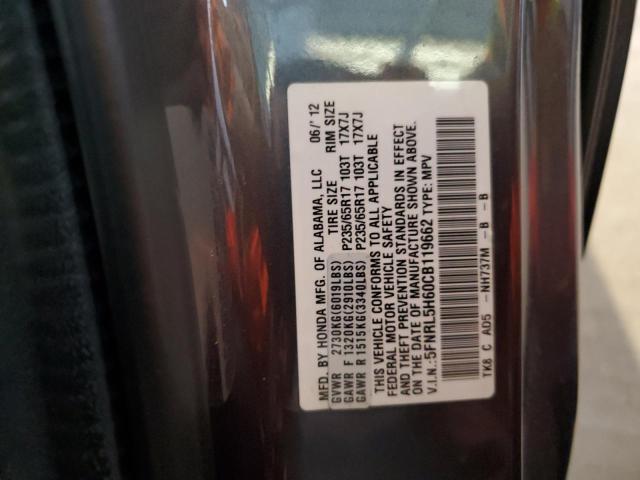 MFD. BY HONDA MFG. OF ALABAMA, LLC 06/'12
TIRE SIZE RIM SIZE
GVWR 2730KG(6019LBS)
GAWR F 1320KG(2910LBS) P235/65R17 103T 17X7J
GAWR R 1515KG(3340LBS) P235/65R17 103T 17X7J
THIS VEHICLE CONFORMS TO ALL APPLICABLE
FEDERAL MOTOR VEHICLE SAFETY
AND THEFT PREVENTION STANDARDS IN EFFECT
ON THE DATE OF MANUFACTURE SHOWN ABOVE.
V.I.N.:5FNRL5H60CB119662 TYPE: MPV
TK8 C A05 -NH737M -B -B